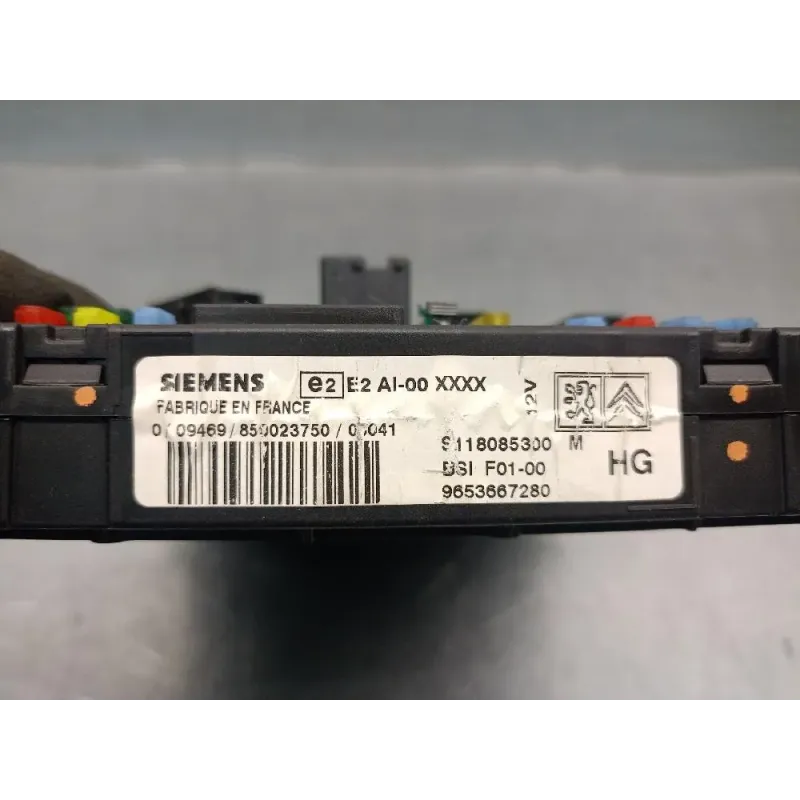 SIEMENS e2 E2 AI-00 XXXX 12V
FABRIQUE EN FRANCE
S118085300 M
BSI F01-00 HG
9653667280